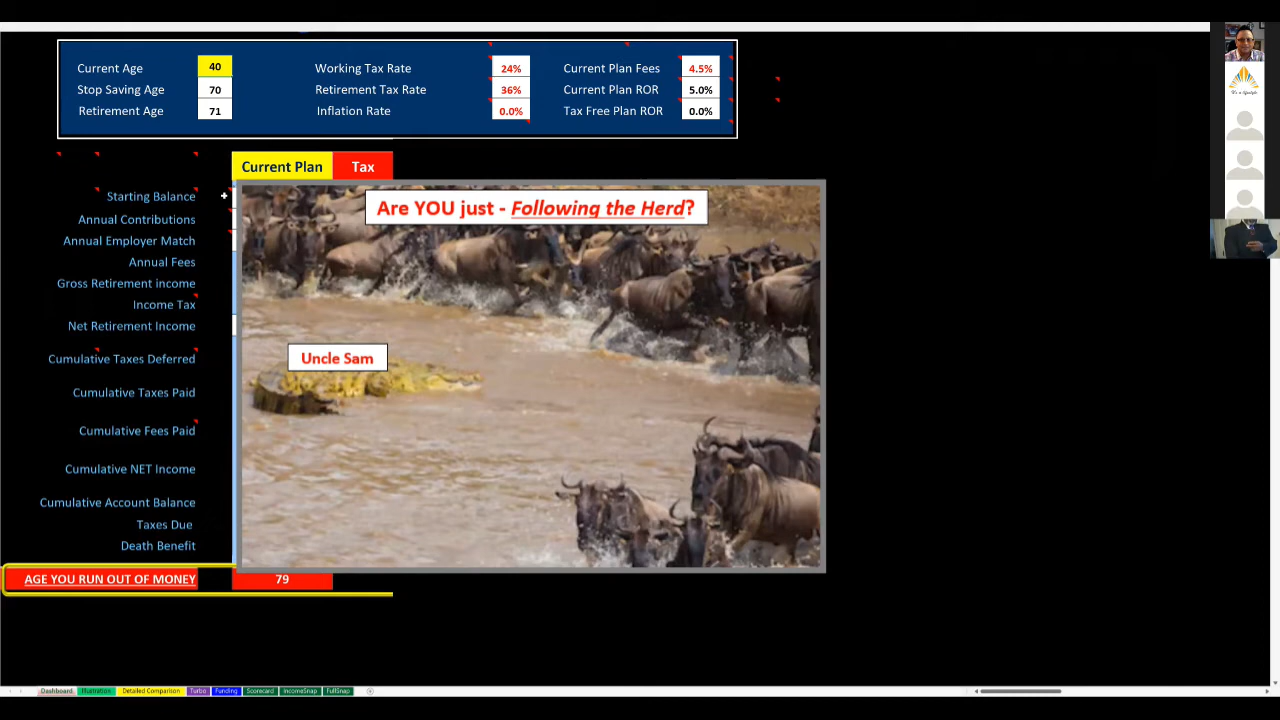 Current Age 40 Working Tax Rate 24% Current Plan Fees 4.5%
Stop Saving Age 70 Retirement Tax Rate 36% Current Plan ROR 5.0%
Retirement Age 71 Inflation Rate 0.0% Tax Free Plan ROR 0.0%
Current Plan Tax
Starting Balance
Are YOU just - Following the Herd?
Annual Contributions
Annual Employer Match
Annual Fees
Gross Retirement income
Income Tax
Net Retirement Income
Uncle Sam
Cumulative Taxes Deferred
Cumulative Taxes Paid
Cumulative Fees Paid
Cumulative NET Income
Cumulative Account Balance
Taxes Due
Death Benefit
AGE YOU RUN OUT OF MONEY 79
Dashboard Illustration Detailed Comparison Turbo Funding Scorecard IncomeSnap FullSnap